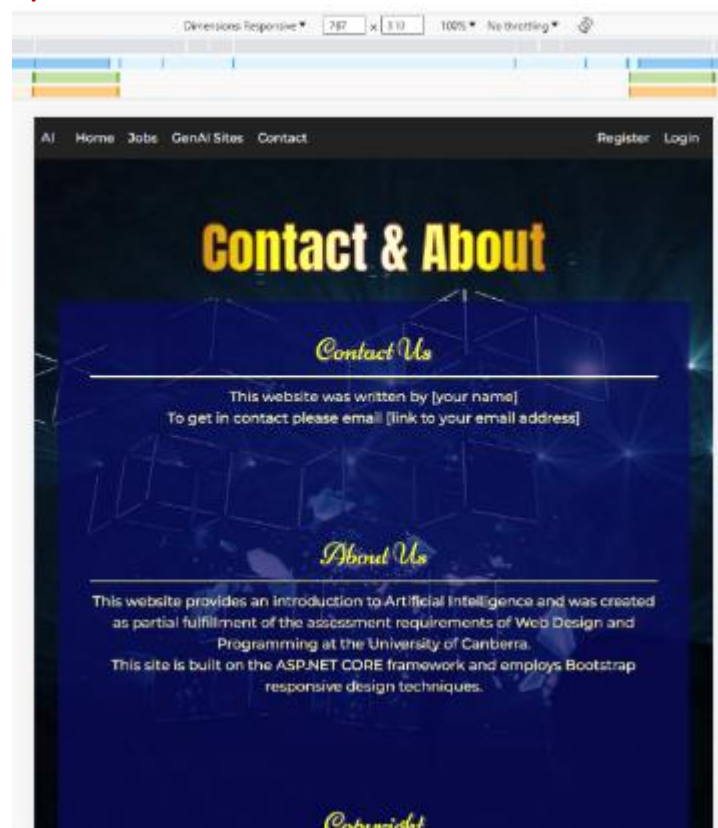 Dimensions: Responsive 787 x 810 100% No throttling
AI Home Jobs GenAI Sites Contact Register Login
Contact & About
Contact Us
This website was written by [your name]
To get in contact please email [link to your email address]
About Us
This website provides an introduction to Artificial Intelligence and was created
as partial fulfillment of the assessment requirements of Web Design and
Programming at the University of Canberra.
This site is built on the ASP.NET CORE framework and employs Bootstrap
responsive design techniques.
Copyright